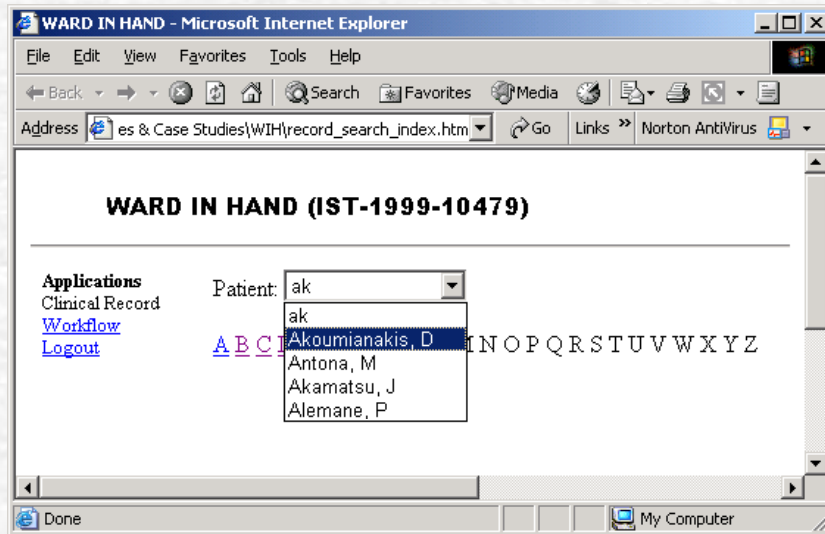 WARD IN HAND - Microsoft Internet Explorer
File Edit View Favorites Tools Help
Back Search Favorites Media
Address es & Case Studies\WIH\record_search_index.htm Go Links » Norton AntiVirus
WARD IN HAND (IST-1999-10479)
Applications
Clinical Record
Workflow
Logout
Patient: ak
ak
Akoumianakis, D
Antona, M
Akamatsu, J
Alemane, P
A B C N O P Q R S T U V W X Y Z
Done My Computer